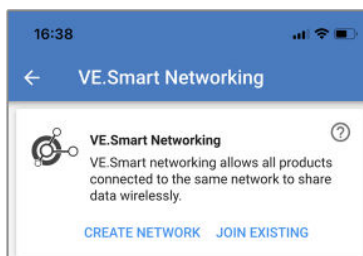 16:38
VE.Smart Networking
VE.Smart Networking
VE.Smart networking allows all products
connected to the same network to share
data wirelessly.
CREATE NETWORK JOIN EXISTING